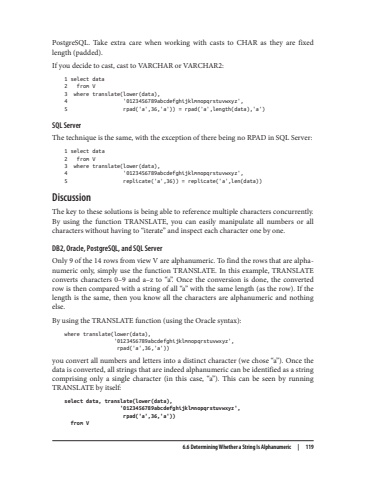 PostgreSQL. Take extra care when working with casts to CHAR as they are fixed
length (padded).
If you decide to cast, cast to VARCHAR or VARCHAR2:
1 select data
2 from V
3 where translate(lower(data),
4 '0123456789abcdefghijklmnopqrstuvwxyz',
5 rpad('a',36,'a')) = rpad('a',length(data),'a')
SQL Server
The technique is the same, with the exception of there being no RPAD in SQL Server:
1 select data
2 from V
3 where translate(lower(data),
4 '0123456789abcdefghijklmnopqrstuvwxyz',
5 replicate('a',36)) = replicate('a',len(data))
Discussion
The key to these solutions is being able to reference multiple characters concurrently.
By using the function TRANSLATE, you can easily manipulate all numbers or all
characters without having to “iterate” and inspect each character one by one.
DB2, Oracle, PostgreSQL, and SQL Server
Only 9 of the 14 rows from view V are alphanumeric. To find the rows that are alpha-
numeric only, simply use the function TRANSLATE. In this example, TRANSLATE
converts characters 0–9 and a–z to “a”. Once the conversion is done, the converted
row is then compared with a string of all “a” with the same length (as the row). If the
length is the same, then you know all the characters are alphanumeric and nothing
else.
By using the TRANSLATE function (using the Oracle syntax):
where translate(lower(data),
'0123456789abcdefghijklmnopqrstuvwxyz',
rpad('a',36,'a'))
you convert all numbers and letters into a distinct character (we chose “a”). Once the
data is converted, all strings that are indeed alphanumeric can be identified as a string
comprising only a single character (in this case, “a”). This can be seen by running
TRANSLATE by itself:
select data, translate(lower(data),
'0123456789abcdefghijklmnopqrstuvwxyz',
rpad('a',36,'a'))
from V
6.6 Determining Whether a String Is Alphanumeric | 119